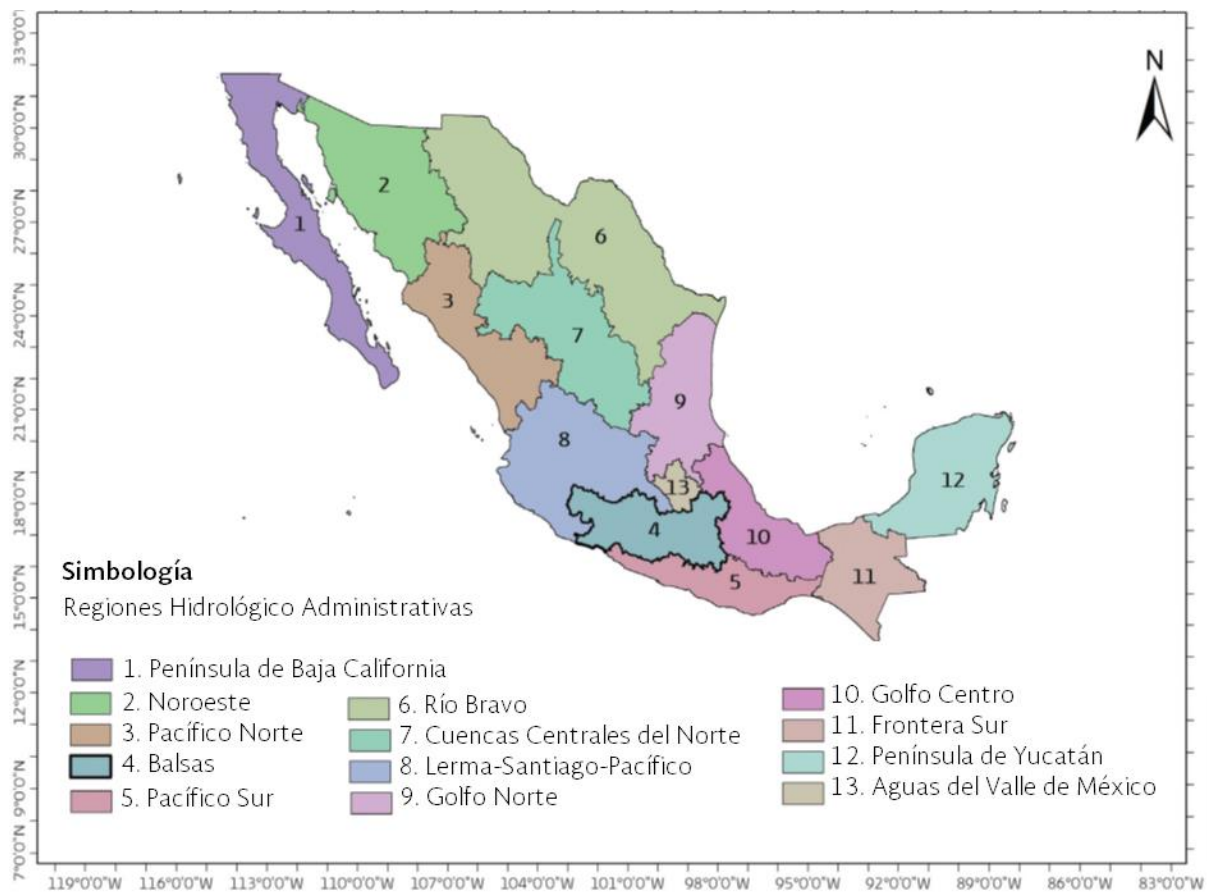 N
33°0'0"N
30°0'0"N
27°0'0"N
24°0'0"N
21°0'0"N
18°0'0"N
15°0'0"N
12°0'0"N
9°0'0"N
7°0'0"N
1
2
3
6
7
8
9
13
4
10
5
11
12
Simbología
Regiones Hidrológico Administrativas
1. Península de Baja California
2. Noroeste
3. Pacífico Norte
4. Balsas
5. Pacífico Sur
6. Río Bravo
7. Cuencas Centrales del Norte
8. Lerma-Santiago-Pacífico
9. Golfo Norte
10. Golfo Centro
11. Frontera Sur
12. Península de Yucatán
13. Aguas del Valle de México
119°0'0"W 116°0'0"W 113°0'0"W 110°0'0"W 107°0'0"W 104°0'0"W 101°0'0"W 98°0'0"W 95°0'0"W 92°0'0"W 89°0'0"W 86°0'0"W 83°0'0"W